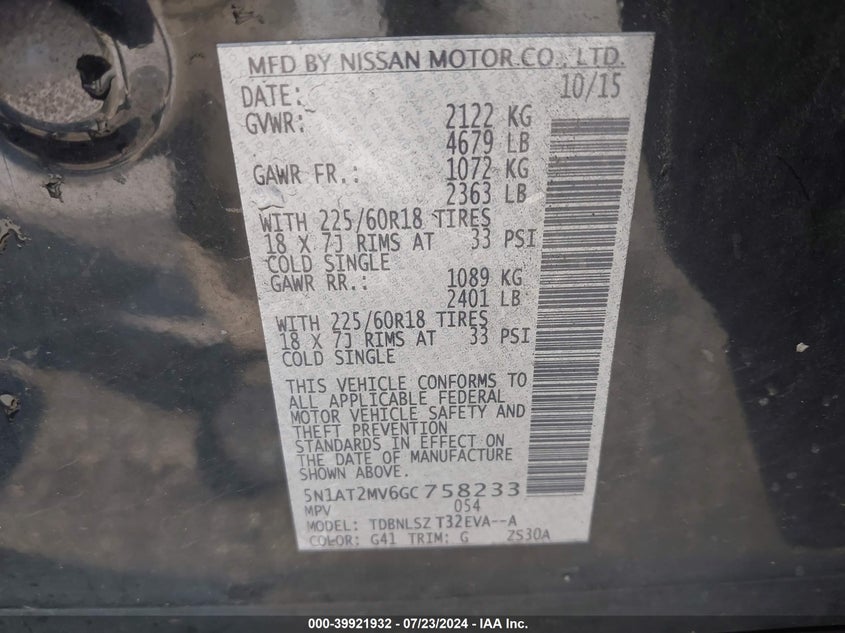 MFD BY NISSAN MOTOR CO., LTD.
DATE: 10/15
GVWR: 2122 KG
4679 LB
GAWR FR.: 1072 KG
2363 LB
WITH 225/60R18 TIRES
18 X 7J RIMS AT 33 PSI
COLD SINGLE
GAWR RR.: 1089 KG
2401 LB
WITH 225/60R18 TIRES
18 X 7J RIMS AT 33 PSI
COLD SINGLE
THIS VEHICLE CONFORMS TO
ALL APPLICABLE FEDERAL
MOTOR VEHICLE SAFETY AND
THEFT PREVENTION
STANDARDS IN EFFECT ON
THE DATE OF MANUFACTURE
SHOWN ABOVE.
5N1AT2MV6GC758233
MPV 054
MODEL: TDBNLSZ T32EVA--A
COLOR: G41 TRIM: G ZS30A
000-39921932 - 07/23/2024 - IAA Inc.